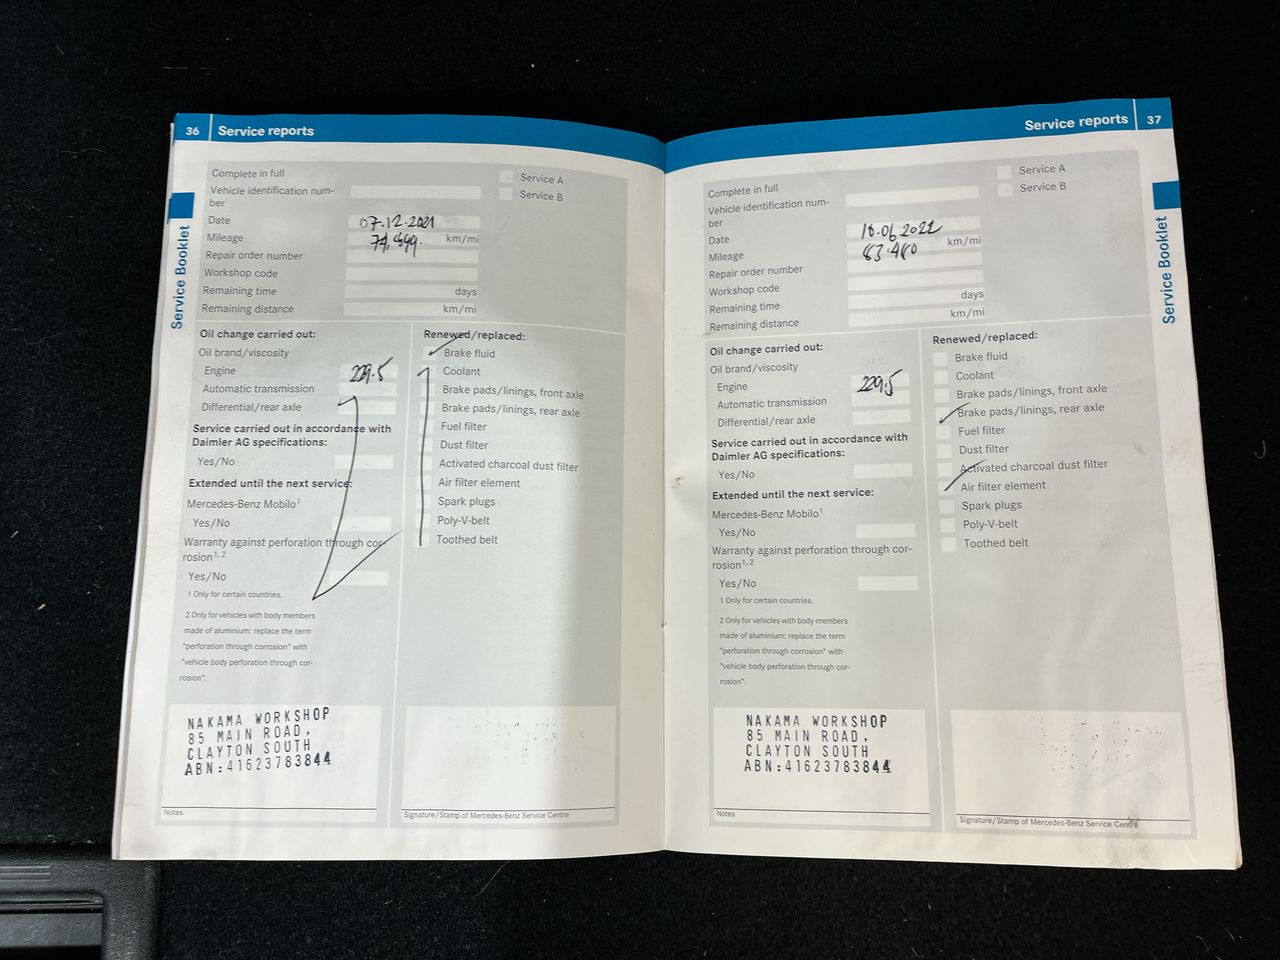 36 Service reports
Complete in full
Service A
Service B
Vehicle identification num-
ber
Date 07.12.2021
Mileage km/mi
Repair order number
Workshop code
Remaining time days
Remaining distance km/mi
Oil change carried out:
Oil brand/viscosity
Engine 229.5
Automatic transmission
Differential/rear axle
Service carried out in accordance with
Daimler AG specifications:
Yes/No
Extended until the next service:
Mercedes-Benz Mobilo¹
Yes/No
Warranty against perforation through cor-
rosion¹,²
Yes/No
1 Only for certain countries.
2 Only for vehicles with body members
made of aluminium: replace the term
"perforation through corrosion" with
"vehicle body perforation through cor-
rosion".
Renewed/replaced:
Brake fluid
Coolant
Brake pads/linings, front axle
Brake pads/linings, rear axle
Fuel filter
Dust filter
Activated charcoal dust filter
Air filter element
Spark plugs
Poly-V-belt
Toothed belt
NAKAMA WORKSHOP
85 MAIN ROAD,
CLAYTON SOUTH
ABN:41623783844
Notes
Signature/Stamp of Mercedes-Benz Service Centre
Service Booklet
Service reports 37
Complete in full
Service A
Service B
Vehicle identification num-
ber
Date
Mileage km/mi
Repair order number
Workshop code
Remaining time days
Remaining distance km/mi
Oil change carried out:
Oil brand/viscosity
Engine 229.5
Automatic transmission
Differential/rear axle
Service carried out in accordance with
Daimler AG specifications:
Yes/No
Extended until the next service:
Mercedes-Benz Mobilo¹
Yes/No
Warranty against perforation through cor-
rosion¹,²
Yes/No
1 Only for certain countries.
2 Only for vehicles with body members
made of aluminium: replace the term
"perforation through corrosion" with
"vehicle body perforation through cor-
rosion".
Renewed/replaced:
Brake fluid
Coolant
Brake pads/linings, front axle
Brake pads/linings, rear axle
Fuel filter
Dust filter
Activated charcoal dust filter
Air filter element
Spark plugs
Poly-V-belt
Toothed belt
NAKAMA WORKSHOP
85 MAIN ROAD,
CLAYTON SOUTH
ABN:41623783844
Notes
Signature/Stamp of Mercedes-Benz Service Centre
Service Booklet